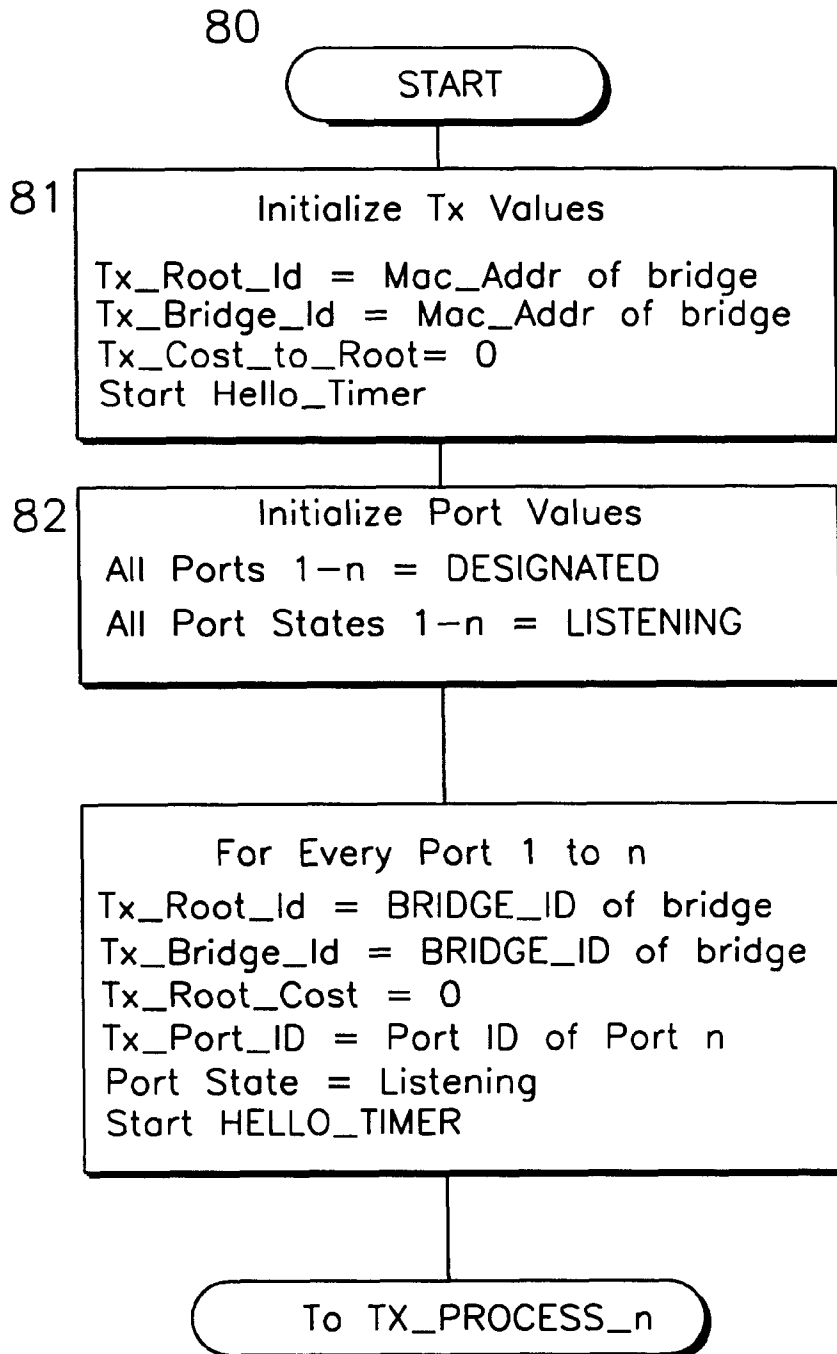 80
START
81
Initialize Tx Values
Tx_Root_Id = Mac_Addr of bridge
Tx_Bridge_Id = Mac_Addr of bridge
Tx_Cost_to_Root= 0
Start Hello_Timer
82
Initialize Port Values
All Ports 1-n = DESIGNATED
All Port States 1-n = LISTENING
For Every Port 1 to n
Tx_Root_Id = BRIDGE_ID of bridge
Tx_Bridge_Id = BRIDGE_ID of bridge
Tx_Root_Cost = 0
Tx_Port_ID = Port ID of Port n
Port State = Listening
Start HELLO_TIMER
To TX_PROCESS_n